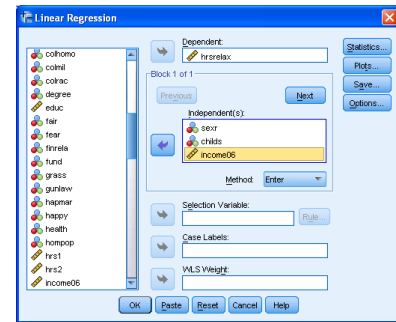 Linear Regression
colhomo
colmil
colrac
degree
educ
fair
fear
finrela
fund
grass
gunlaw
hapmar
happy
health
hompop
hrs1
hrs2
income06
Dependent:
hrsrelax
Block 1 of 1
Previous
Next
Independent(s):
sexr
childs
income06
Method: Enter
Selection Variable:
Rule...
Case Labels:
WLS Weight:
Statistics...
Plots...
Save...
Options...
OK Paste Reset Cancel Help